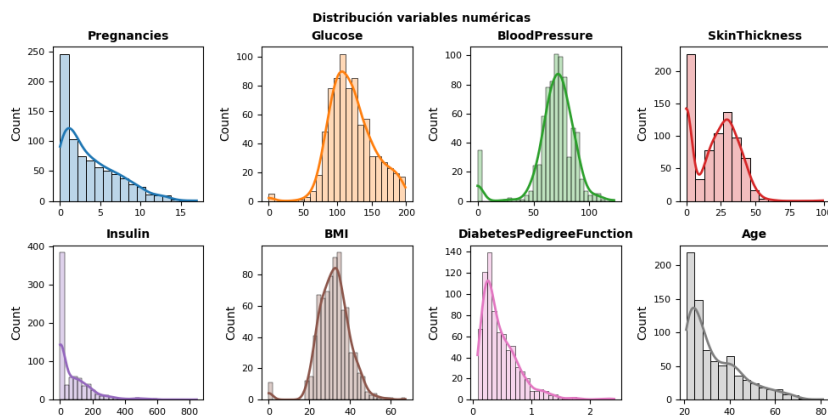 Distribución variables numéricas
Pregnancies Glucose BloodPressure SkinThickness
Count
250
200
150
100
50
0
0 5 10 15
Count
100
80
60
40
20
0
0 50 100 150 200
Count
100
80
60
40
20
0
0 50 100
Count
200
150
100
50
0
0 25 50 75 100
Insulin BMI DiabetesPedigreeFunction Age
Count
400
300
200
100
0
0 200 400 600 800
Count
80
60
40
20
0
0 20 40 60
Count
140
120
100
80
60
40
20
0
0 1 2
Count
200
150
100
50
0
20 40 60 80